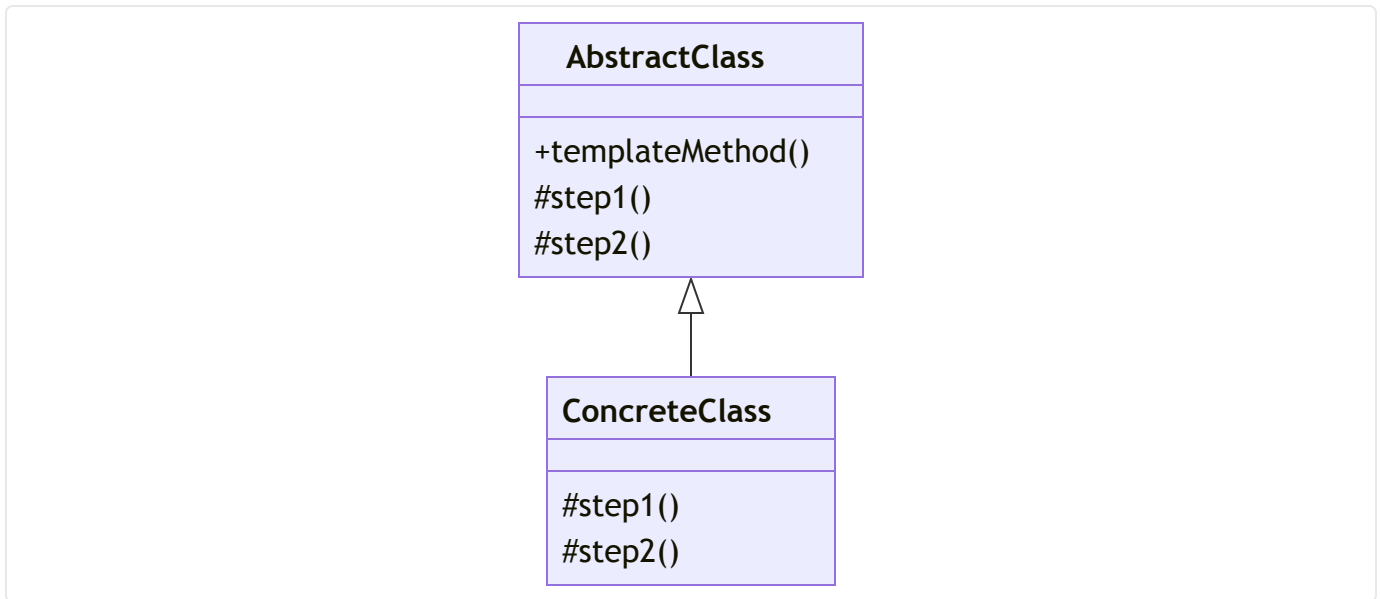 AbstractClass
+templateMethod()
#step1()
#step2()
ConcreteClass
#step1()
#step2()